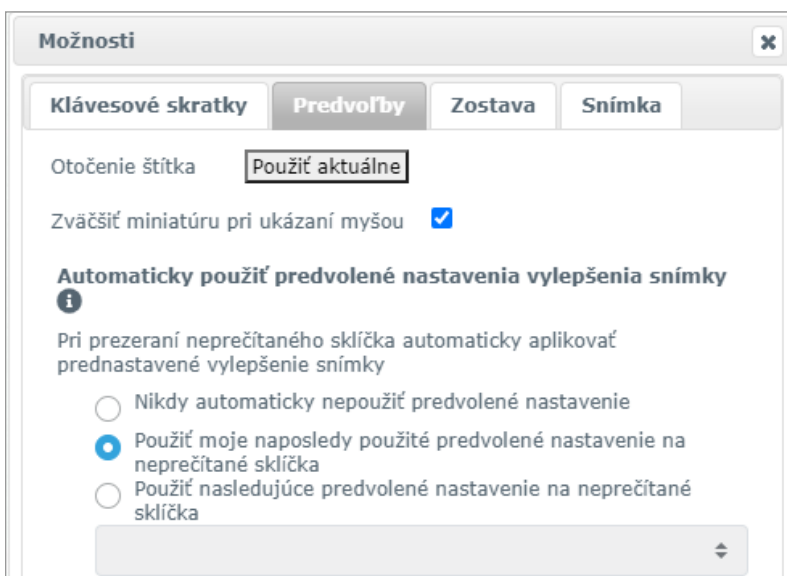 Možnosti
Klávesové skratky Predvoľby Zostava Snímka
Otočenie štítka Použiť aktuálne
Zväčšiť miniatúru pri ukázaní myšou
Automaticky použiť predvolené nastavenia vylepšenia snímky
Pri prezeraní neprečítaného sklíčka automaticky aplikovať
prednastavené vylepšenie snímky
Nikdy automaticky nepoužiť predvolené nastavenie
Použiť moje naposledy použité predvolené nastavenie na
neprečítané sklíčka
Použiť nasledujúce predvolené nastavenie na neprečítané
sklíčka